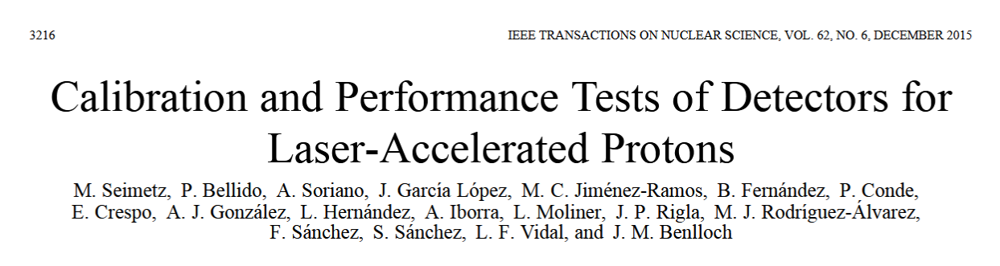 3216
IEEE TRANSACTIONS ON NUCLEAR SCIENCE, VOL. 62, NO. 6, DECEMBER 2015
Calibration and Performance Tests of Detectors for
Laser-Accelerated Protons
M. Seimetz, P. Bellido, A. Soriano, J. García López, M. C. Jiménez-Ramos, B. Fernández, P. Conde,
E. Crespo, A. J. González, L. Hernández, A. Iborra, L. Moliner, J. P. Rigla, M. J. Rodríguez-Álvarez,
F. Sánchez, S. Sánchez, L. F. Vidal, and J. M. Benlloch